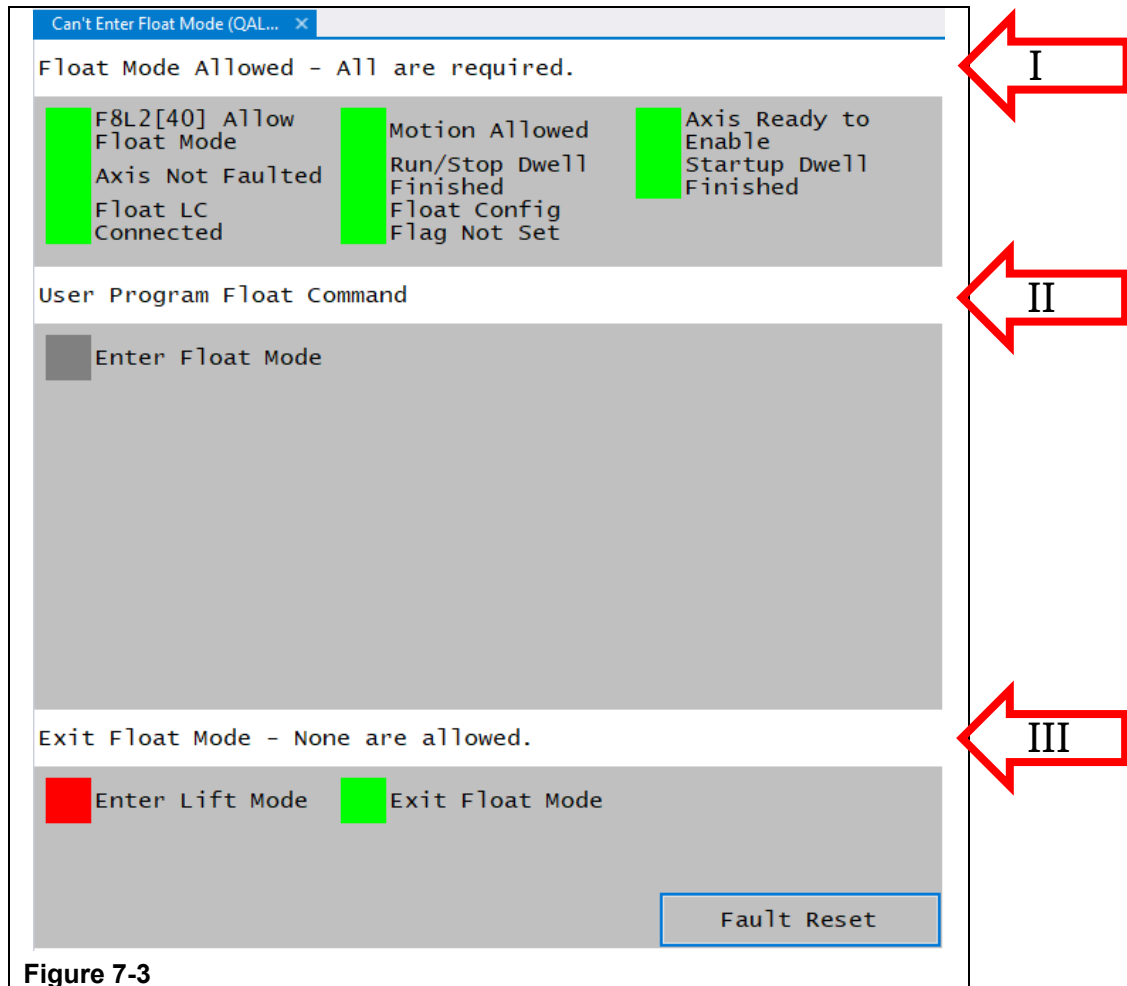 Can't Enter Float Mode (QAL... ×
Float Mode Allowed - All are required.
I
F8L2[40] Allow
Float Mode
Axis Not Faulted
Float LC
Connected
Motion Allowed
Run/Stop Dwell
Finished
Float Config
Flag Not Set
Axis Ready to
Enable
Startup Dwell
Finished
User Program Float Command
II
Enter Float Mode
Exit Float Mode - None are allowed.
III
Enter Lift Mode
Exit Float Mode
Fault Reset
Figure 7-3